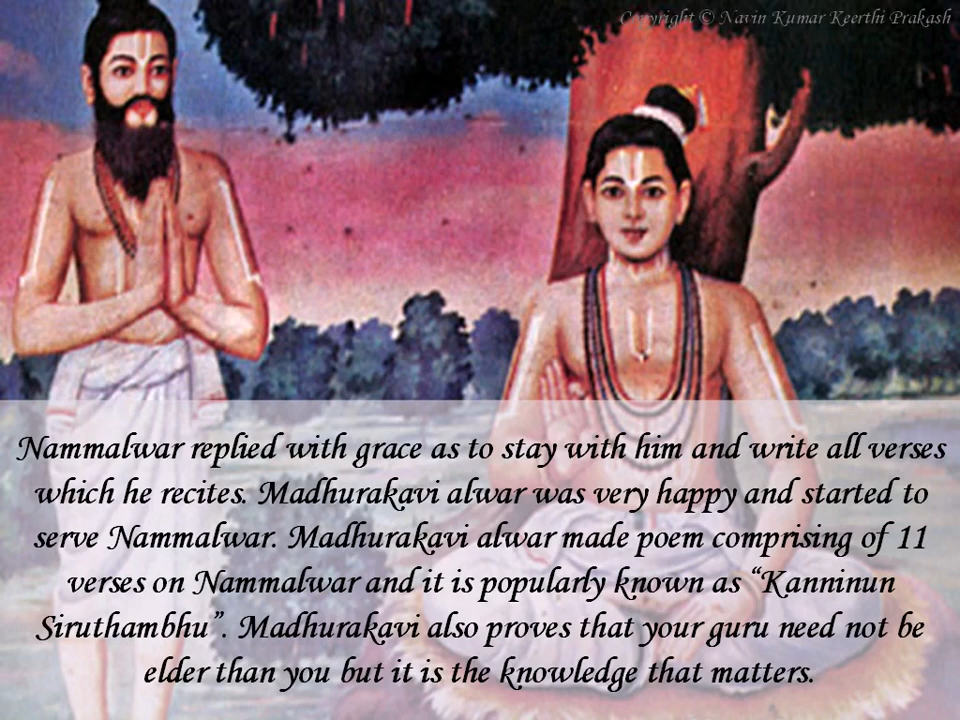 Copyright © Navin Kumar Keerthi Prakash
Nammalwar replied with grace as to stay with him and write all verses
which he recites. Madhurakavi alwar was very happy and started to
serve Nammalwar. Madhurakavi alwar made poem comprising of 11
verses on Nammalwar and it is popularly known as “Kanninun
Siruthambhu”. Madhurakavi also proves that your guru need not be
elder than you but it is the knowledge that matters.